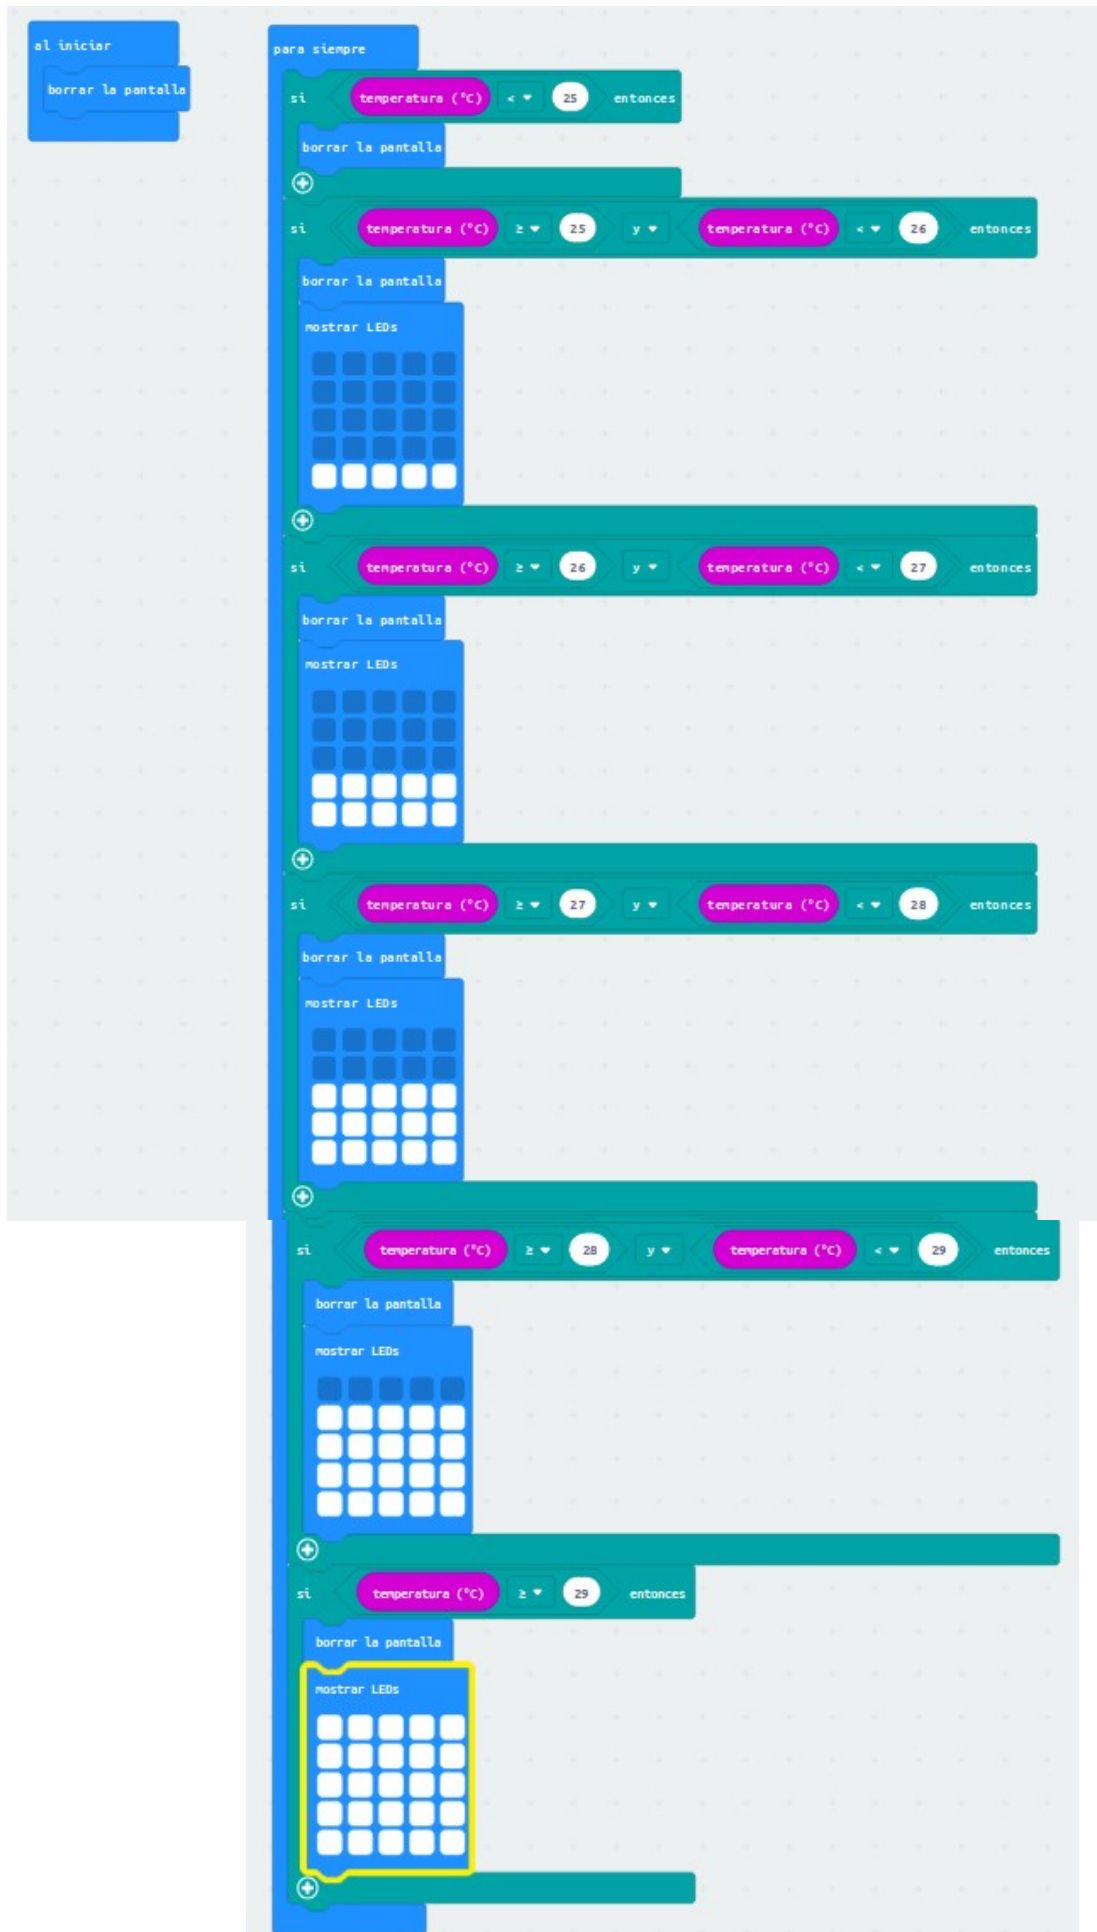 al iniciar
borrar la pantalla
para siempre
si temperatura (°C) < 25 entonces
borrar la pantalla
si temperatura (°C) ≥ 25 y temperatura (°C) < 26 entonces
borrar la pantalla
mostrar LEDs
si temperatura (°C) ≥ 26 y temperatura (°C) < 27 entonces
borrar la pantalla
mostrar LEDs
si temperatura (°C) ≥ 27 y temperatura (°C) < 28 entonces
borrar la pantalla
mostrar LEDs
si temperatura (°C) ≥ 28 y temperatura (°C) < 29 entonces
borrar la pantalla
mostrar LEDs
si temperatura (°C) ≥ 29 entonces
borrar la pantalla
mostrar LEDs